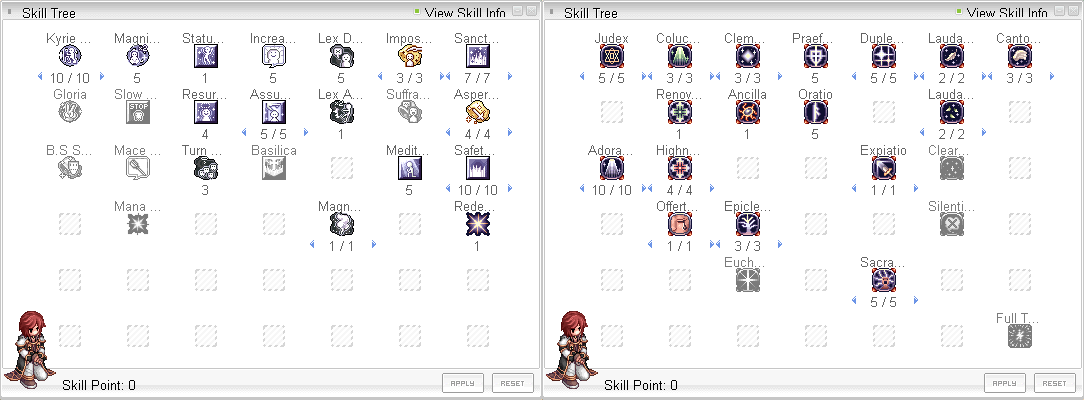 Skill Tree View Skill Info
Kyrie ... Magni... Statu... Increa... Lex D... Impos... Sanct...
10 / 10 5 1 5 5 3 / 3 7 / 7
Gloria Slow ... Resur... Assu... Lex A... Suffra... Asper...
STOP
4 5 / 5 1 4 / 4
B.S S... Mace ... Turn ... Basilica Medit... Safet...
3 5 10 / 10
Mana ... Magn... Rede...
1 / 1 1
Skill Point: 0 APPLY RESET
Skill Tree View Skill Info
Judex Coluc... Clem... Praef... Duple... Lauda... Canto...
5 / 5 3 / 3 3 / 3 5 5 / 5 2 / 2 3 / 3
Renov... Ancilla Oratio Lauda...
1 1 5 2 / 2
Adora... Highn... Expiatio Clear...
10 / 10 4 / 4 1 / 1
Offert... Epicle... Silenti...
1 / 1 3 / 3
Euch... Sacra...
5 / 5
Full T...
Skill Point: 0 APPLY RESET